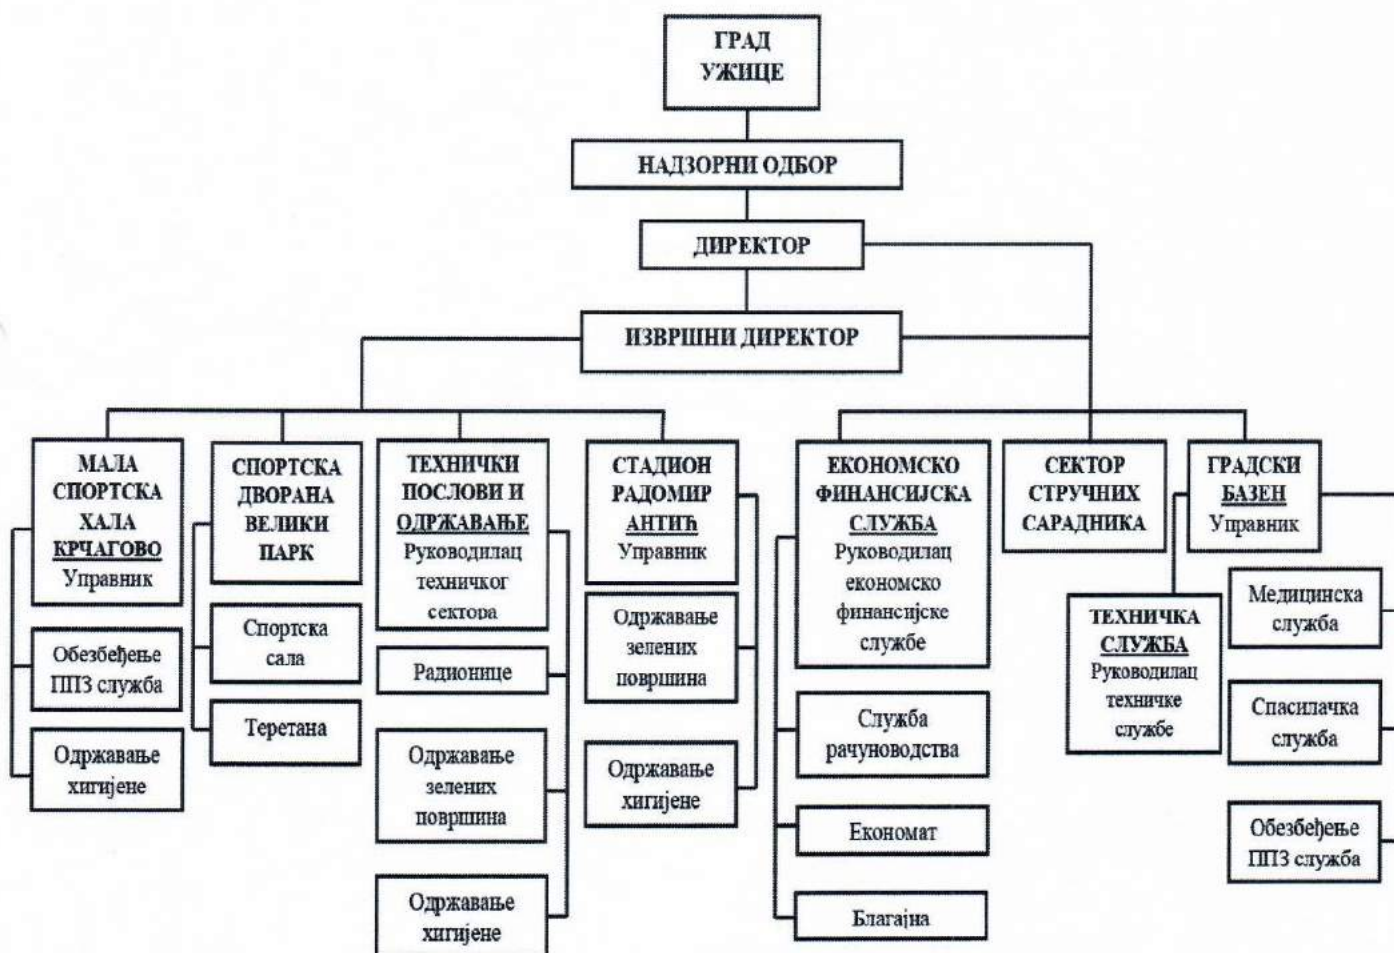 ГРАД
УЖИЦЕ
НАДЗОРНИ ОДБОР
ДИРЕКТОР
ИЗВРШНИ ДИРЕКТОР
МАЛА
СПОРТСКА
ХАЛА
КРЧАГОВО
Управник
Обезбеђење
ППЗ служба
Одржавање
хигијене
СПОРТСКА
ДВОРАНА
ВЕЛИКИ
ПАРК
Спортска
сала
Теретана
ТЕХНИЧКИ
ПОСЛОВИ И
ОДРЖАВАЊЕ
Руководилац
техничког
сектора
Радионице
Одржавање
зелених
површина
Одржавање
хигијене
СТАДИОН
РАДОМИР
АНТИЋ
Управник
Одржавање
зелених
површина
Одржавање
хигијене
ЕКОНОМСКО
ФИНАНСИЈСКА
СЛУЖБА
Руководилац
економско
финансијске
службе
Служба
рачуноводства
Економат
Благајна
СЕКТОР
СТРУЧНИХ
САРАДНИКА
ГРАДСКИ
БАЗЕН
Управник
ТЕХНИЧКА
СЛУЖБА
Руководилац
техничке
службе
Медицинска
служба
Спасилачка
служба
Обезбеђење
ППЗ служба